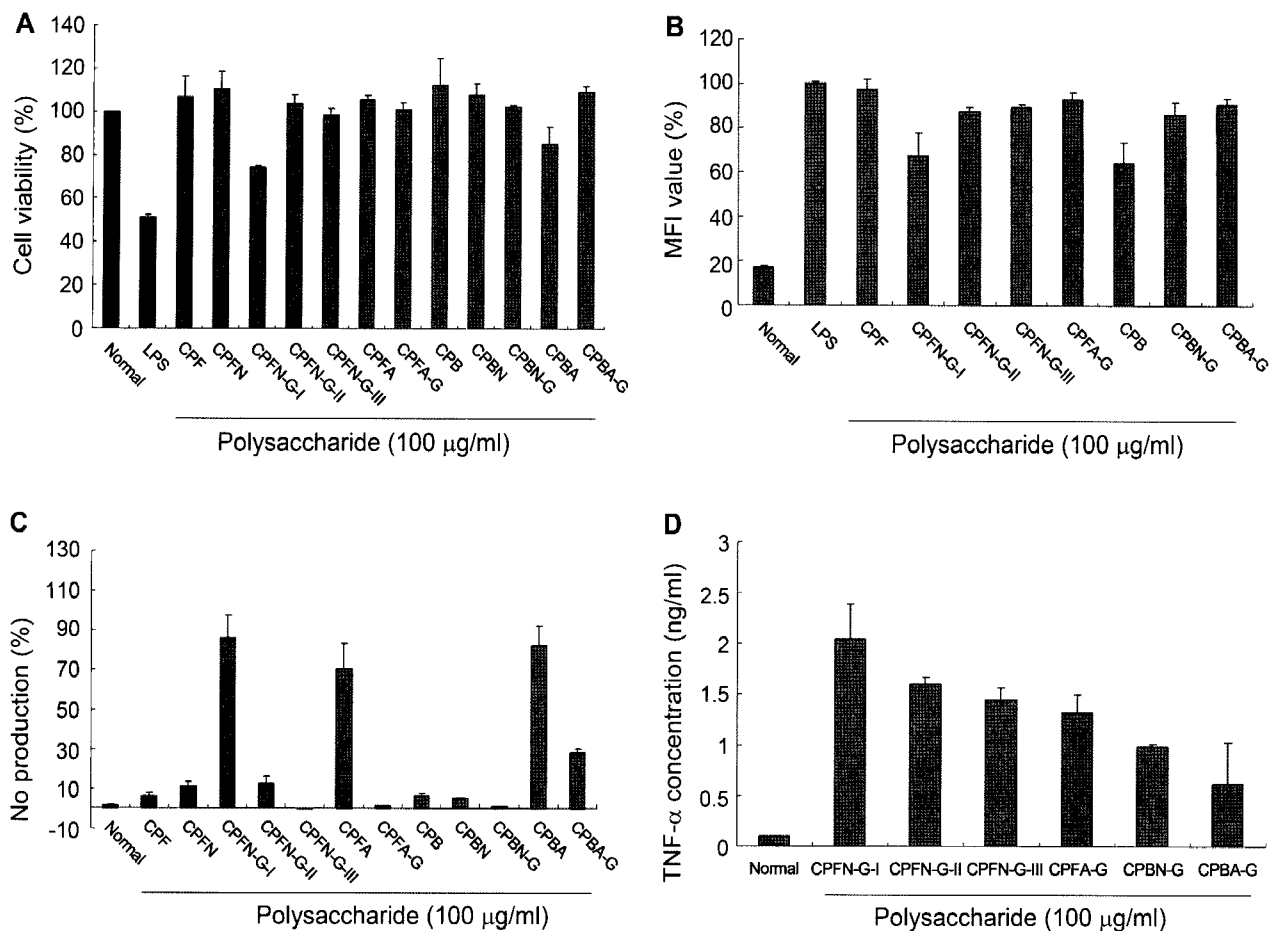 A
Cell viability (%)
140
120
100
80
60
40
20
0
Normal
LPS
CPF
CPFN
CPFN-G-I
CPFN-G-II
CPFN-G-III
CPFA
CPFA-G
CPB
CPBN
CPBN-G
CPBA
CPBA-G
Polysaccharide (100 µg/ml)
B
MFI value (%)
120
100
80
60
40
20
0
Normal
LPS
CPF
CPFN-G-I
CPFN-G-II
CPFN-G-III
CPFA-G
CPB
CPBN-G
CPBA-G
Polysaccharide (100 µg/ml)
C
No production (%)
130
110
90
70
50
30
10
-10
Normal
CPF
CPFN
CPFN-G-I
CPFN-G-II
CPFN-G-III
CPFA
CPFA-G
CPB
CPBN
CPBN-G
CPBA
CPBA-G
Polysaccharide (100 µg/ml)
D
TNF-α concentration (ng/ml)
3
2.5
2
1.5
1
0.5
0
Normal
CPFN-G-I
CPFN-G-II
CPFN-G-III
CPFA-G
CPBN-G
CPBA-G
Polysaccharide (100 µg/ml)